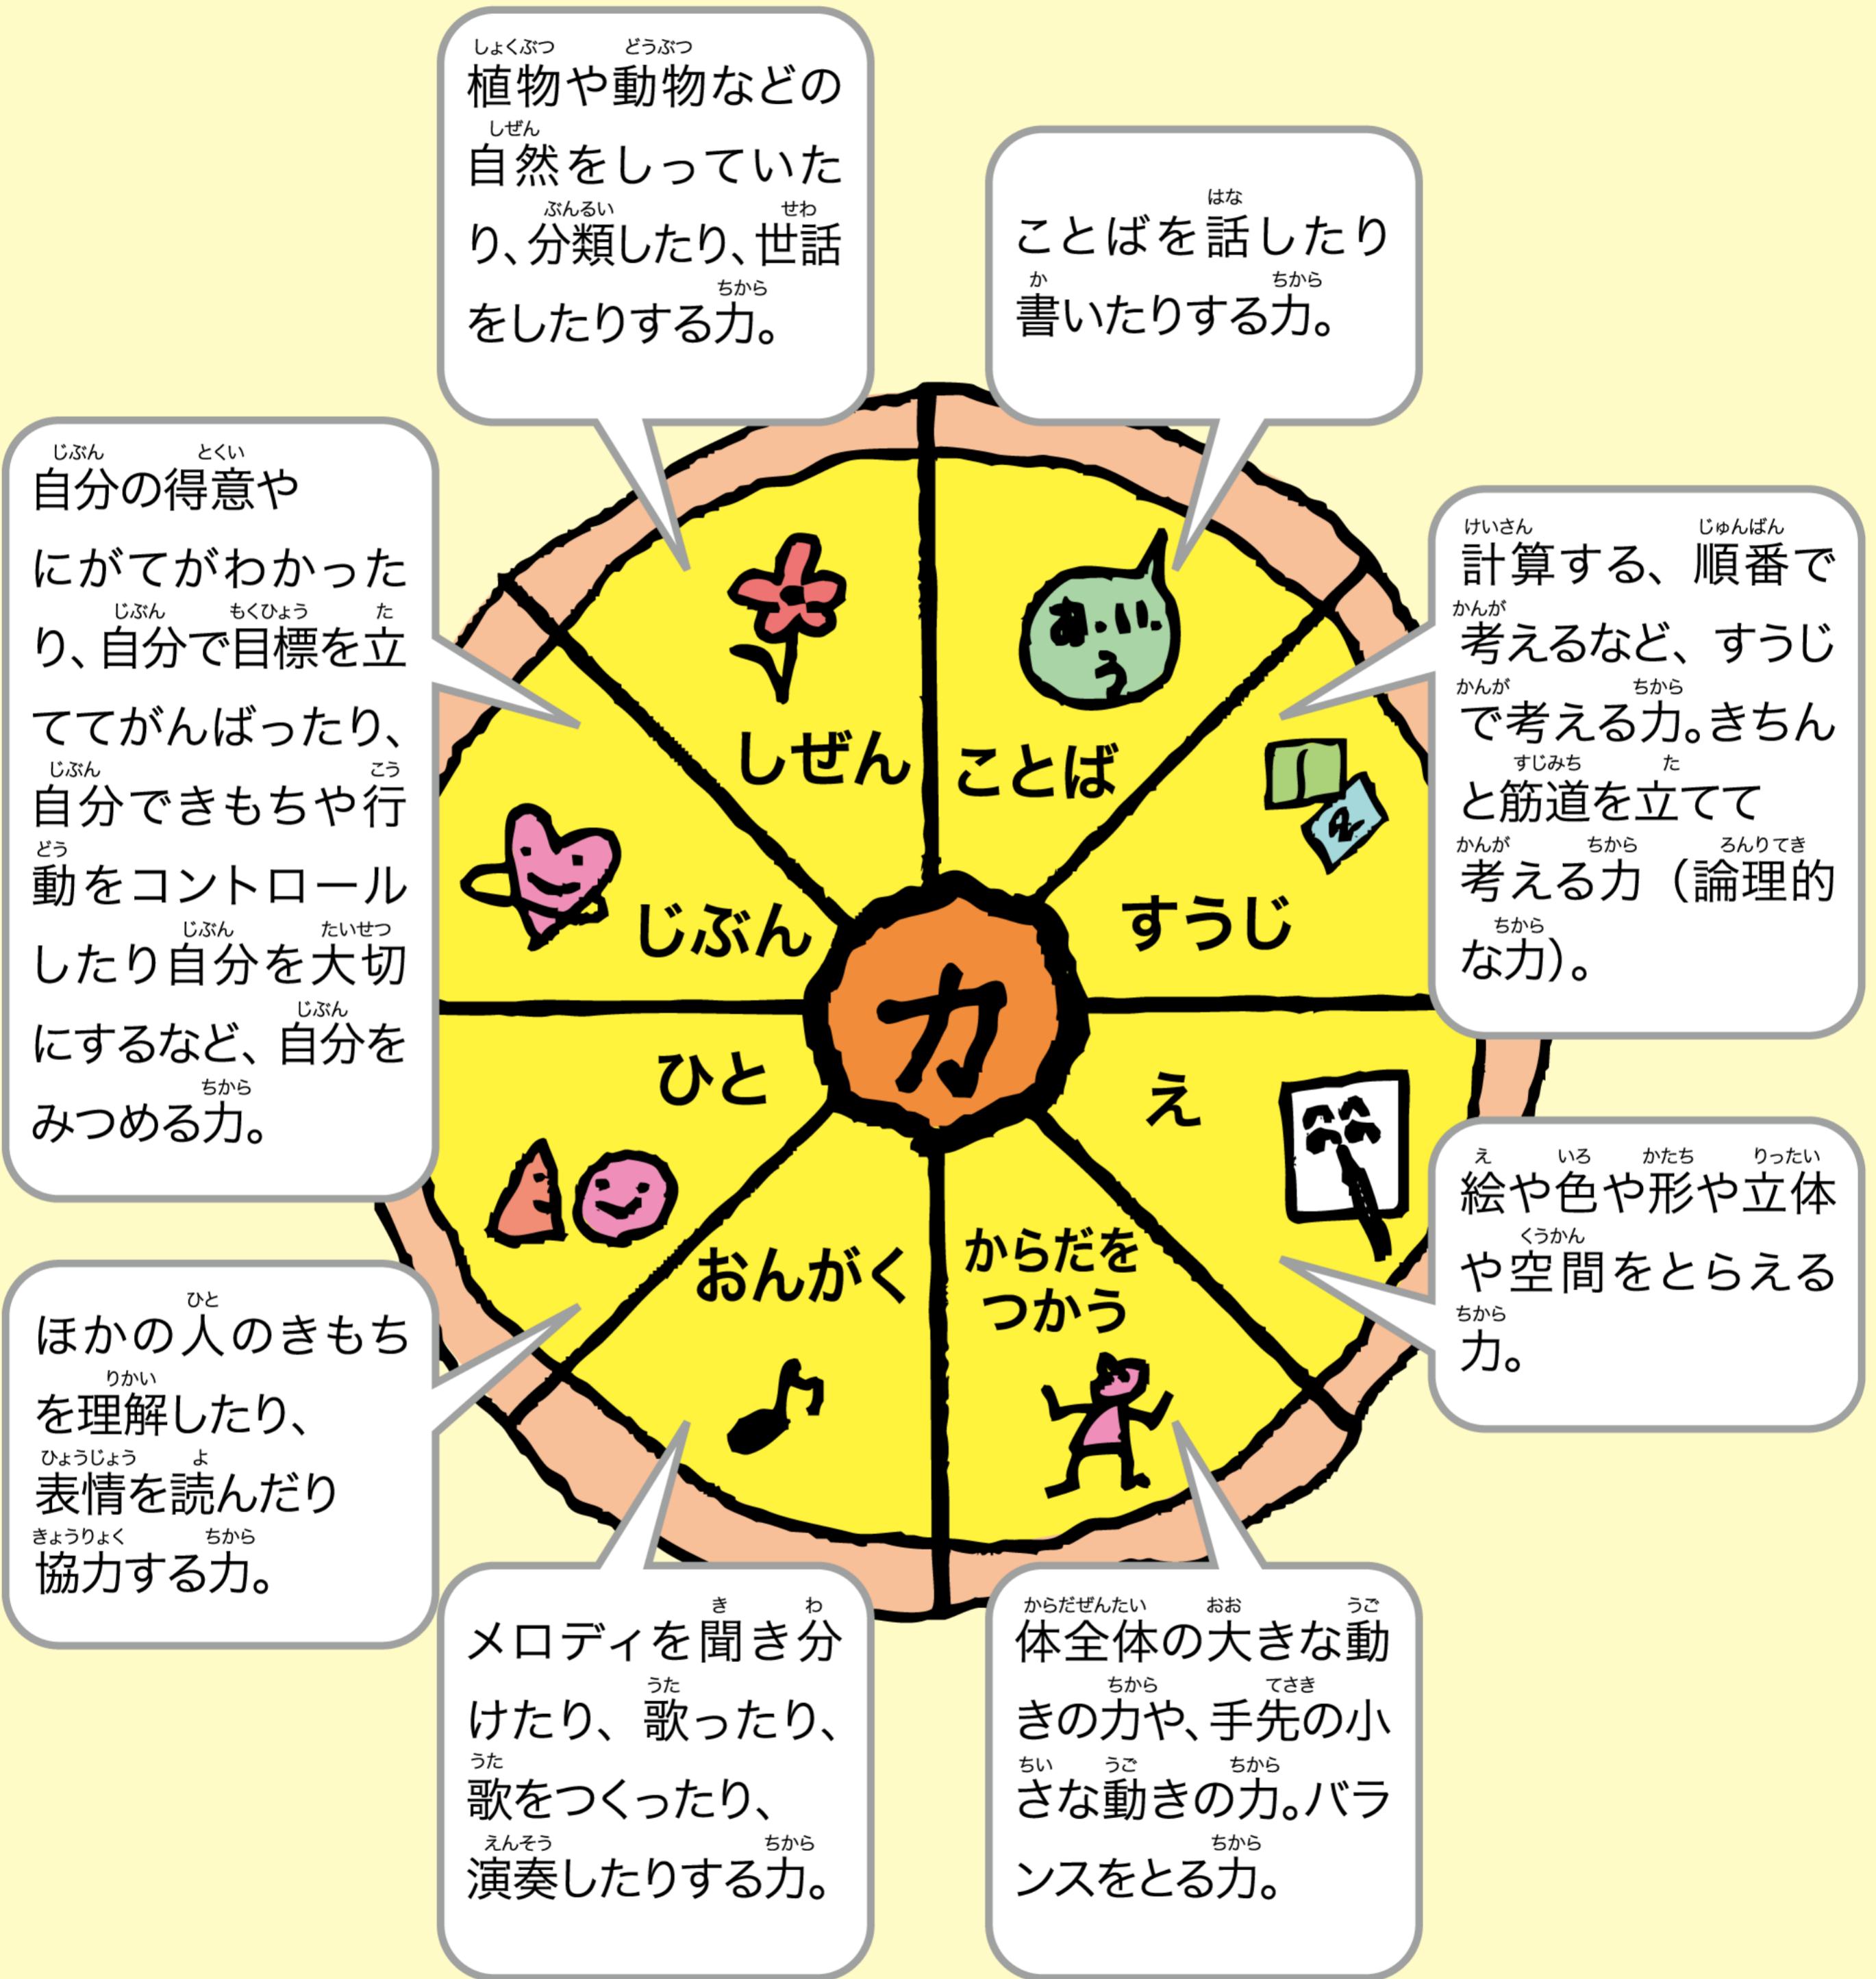 植物や動物などの
自然をしっていた
り、分類したり、世話
をしたりする力。
ことばを話したり
書いたりする力。
自分の得意や
にがてがわかった
り、自分で目標を立
ててがんばったり、
自分できもちや行
動をコントロール
したり自分を大切
にするなど、自分を
みつめる力。
計算する、順番で
考えるなど、すうじ
で考える力。きちん
と筋道を立てて
考える力（論理的
な力）。
あ.い.
う
しぜん
ことば
じぶん
すうじ
力
ひと
え
おんがく
からだを
つかう
絵や色や形や立体
や空間をとらえる
力。
ほかの人のきもち
を理解したり、
表情を読んだり
協力する力。
メロディを聞き分
けたり、歌ったり、
歌をつくったり、
演奏したりする力。
体全体の大きな動
きの力や、手先の小
さな動きの力。バラ
ンスをとる力。